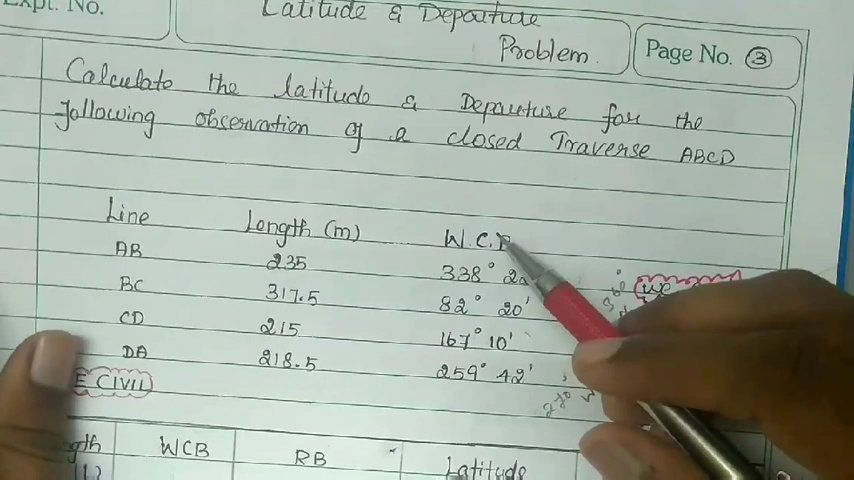 Expt. No.
Latitude & Departure
Problem.
Page No. ③
Calculate the latitude & Departure for the
following observation of a closed Traverse ABCD
Line Length (m) W.C.B
AB 235 338°
BC 317.5 82° 20'
CD 215 167° 10'
DA 218.5 259° 42'
E CIVIL
WCB RB Latitude